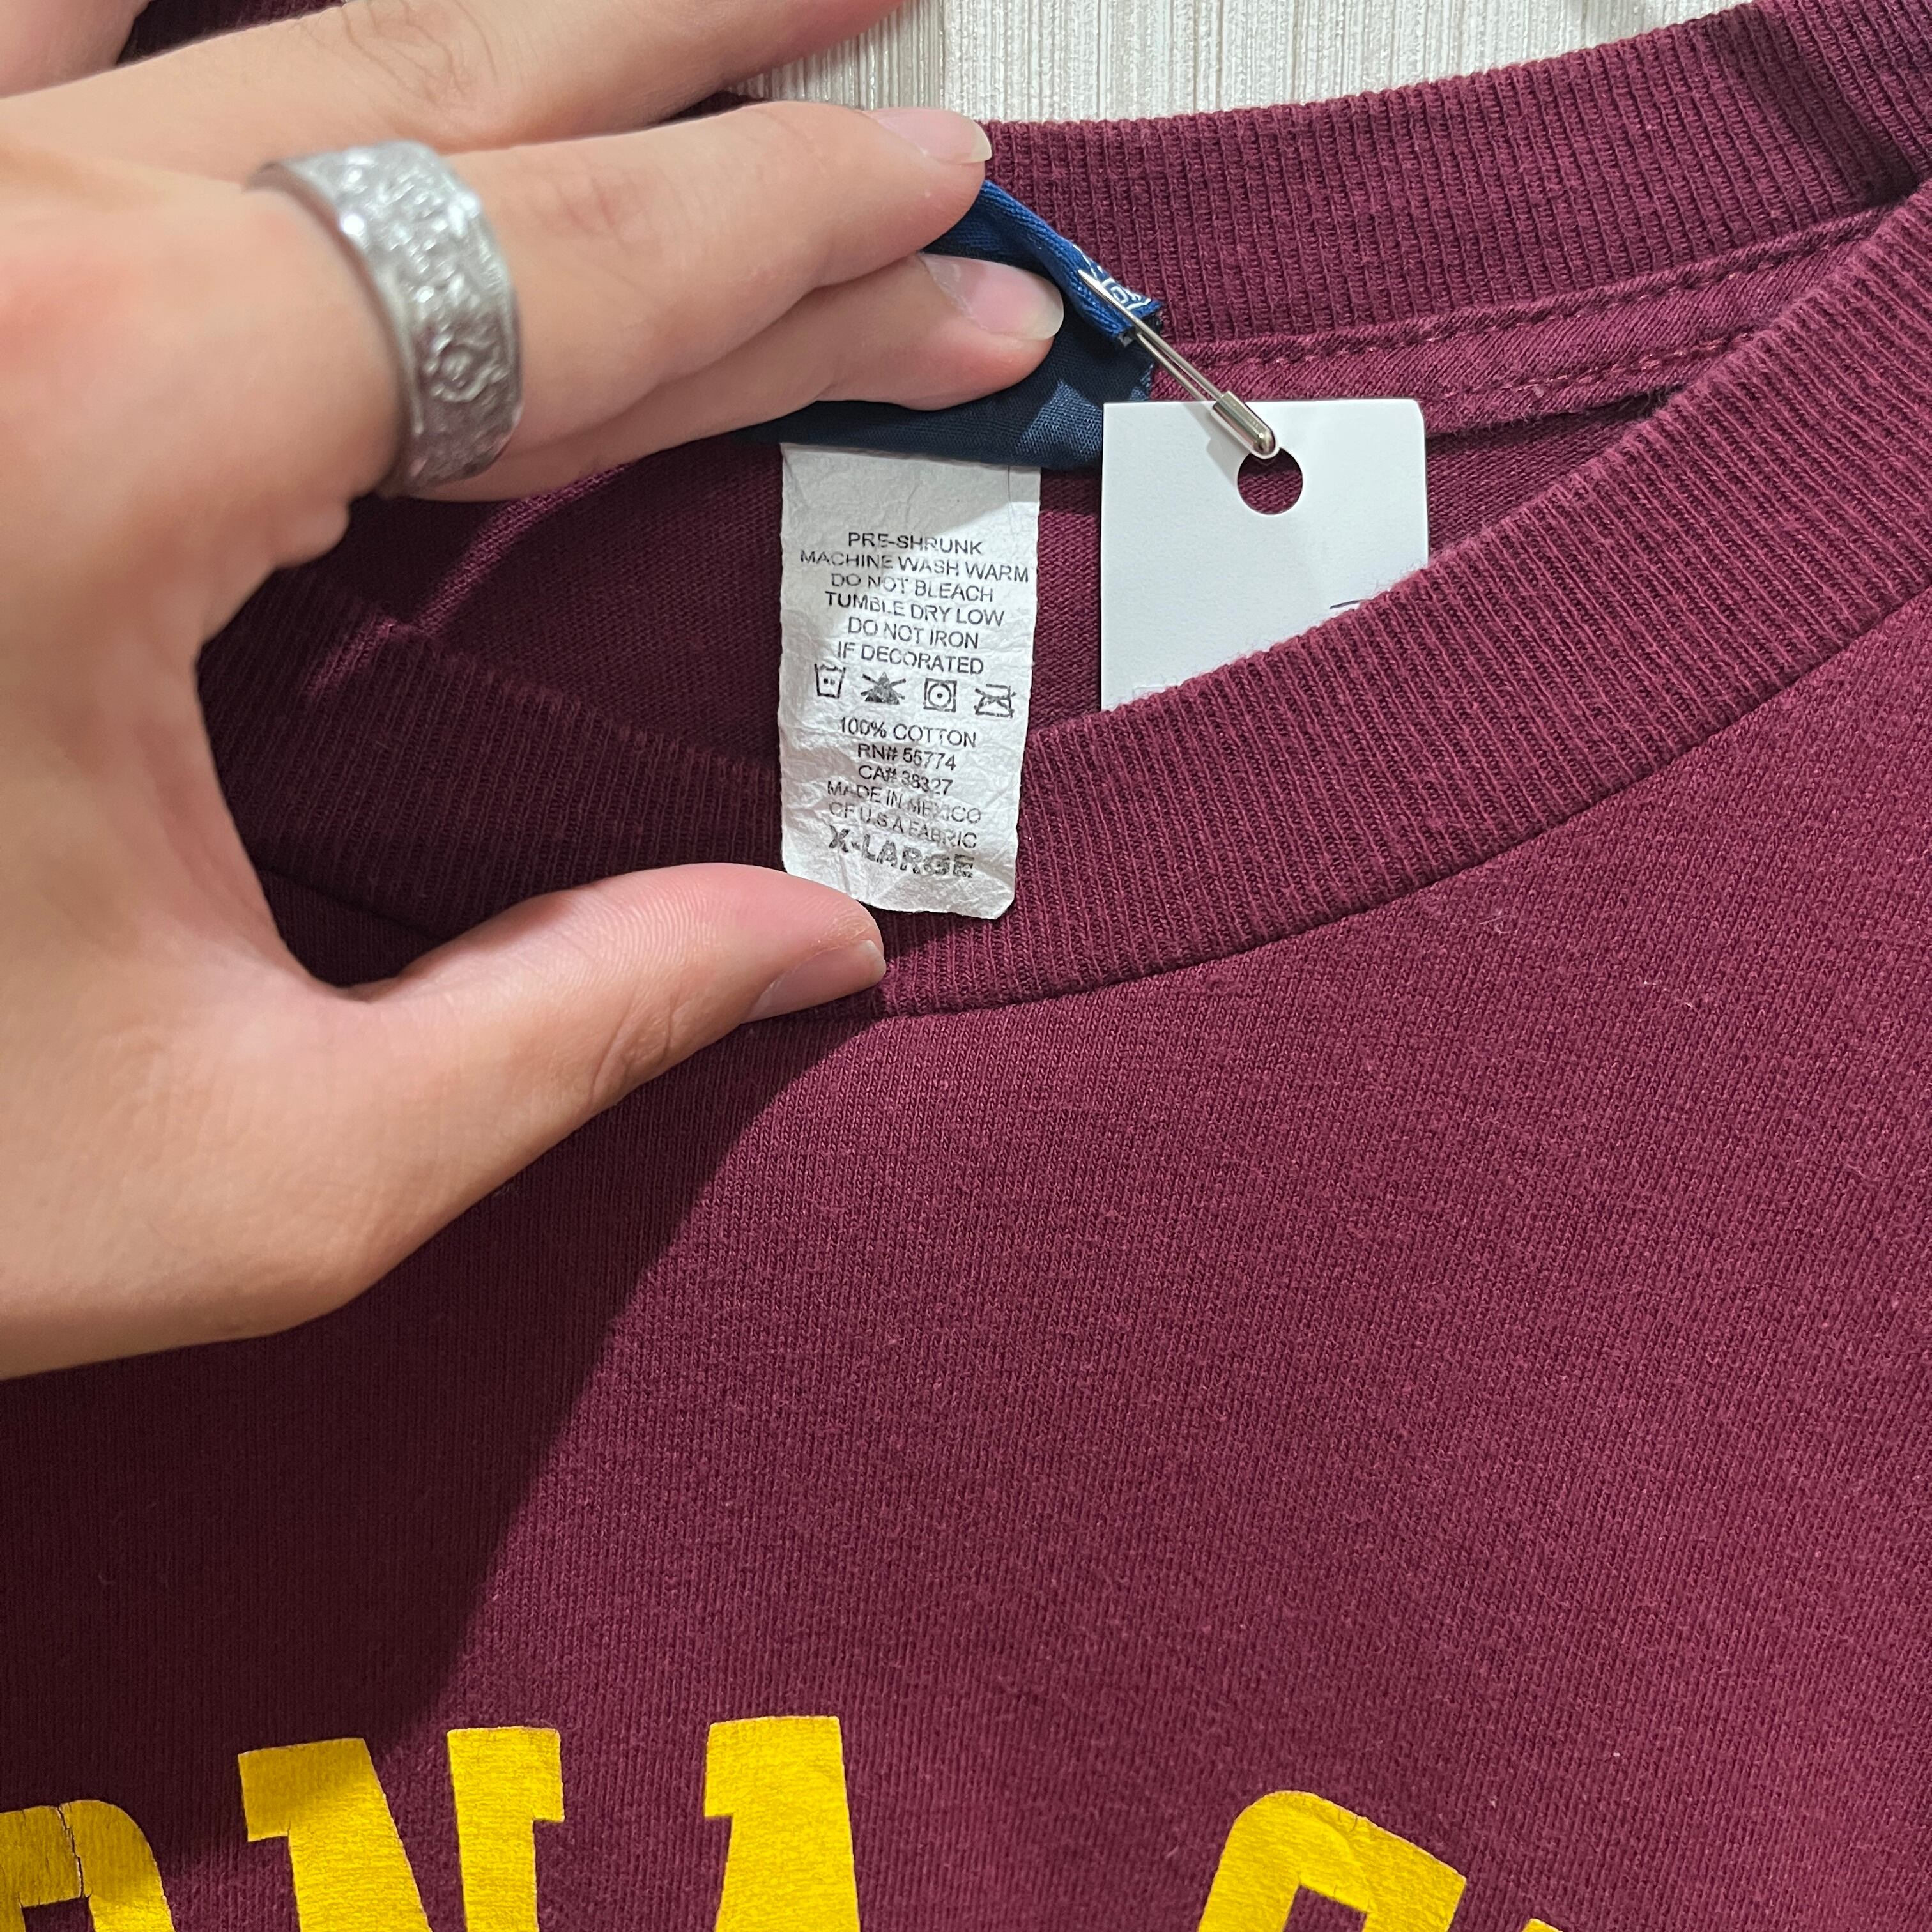 PRE-SHRUNK
MACHINE WASH WARM
DO NOT BLEACH
TUMBLE DRY LOW
DO NOT IRON
IF DECORATED
100% COTTON
RN# 55774
CA# 38327
MADE IN MEXICO
OF U.S.A FABRIC
X-LARGE